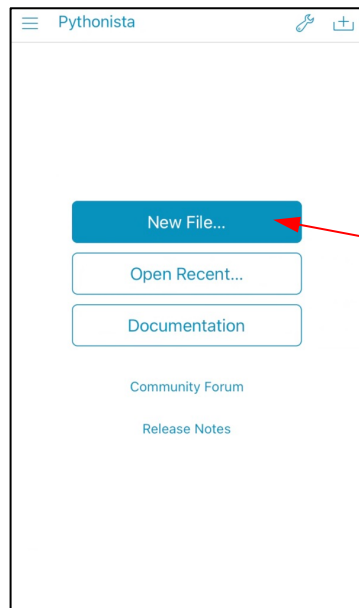 Pythonista
New File...
Open Recent...
Documentation
Community Forum
Release Notes